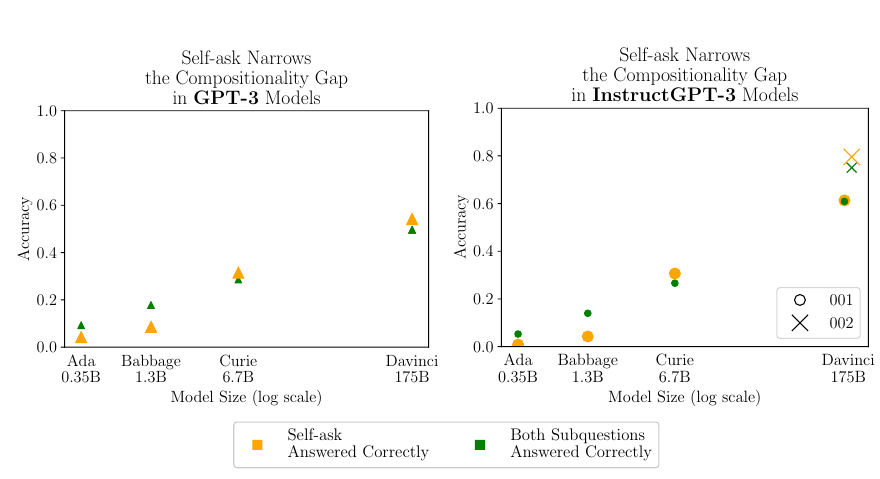 Self-ask Narrows
the Compositionality Gap
in GPT-3 Models
1.0
0.8
0.6
0.4
0.2
0.0
Accuracy
Ada
0.35B
Babbage
1.3B
Curie
6.7B
Davinci
175B
Model Size (log scale)
Self-ask Narrows
the Compositionality Gap
in InstructGPT-3 Models
1.0
0.8
0.6
0.4
0.2
0.0
Accuracy
001
002
Ada
0.35B
Babbage
1.3B
Curie
6.7B
Davinci
175B
Model Size (log scale)
Self-ask
Answered Correctly
Both Subquestions
Answered Correctly